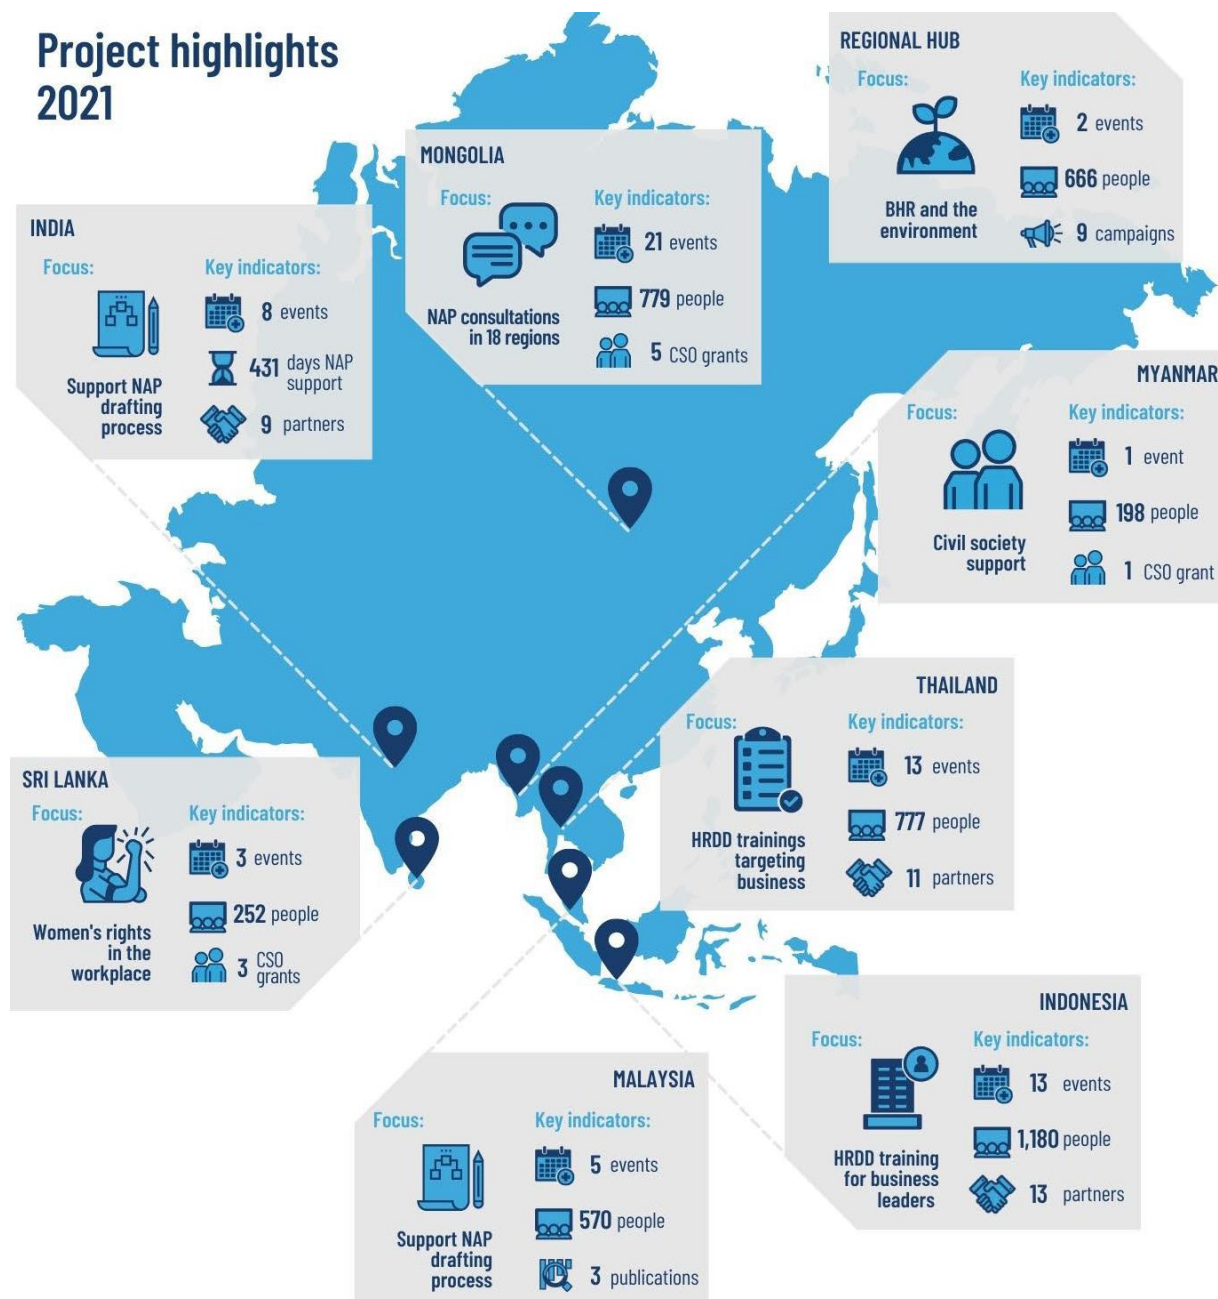 Project highlights
2021
REGIONAL HUB
Focus:
BHR and the
environment
Key indicators:
2 events
666 people
9 campaigns
MONGOLIA
Focus:
NAP consultations
in 18 regions
Key indicators:
21 events
779 people
5 CSO grants
INDIA
Focus:
Support NAP
drafting
process
Key indicators:
8 events
431 days NAP
support
9 partners
MYANMAR
Focus:
Civil society
support
Key indicators:
1 event
198 people
1 CSO grant
THAILAND
Focus:
HRDD trainings
targeting
business
Key indicators:
13 events
777 people
11 partners
SRI LANKA
Focus:
Women's rights
in the
workplace
Key indicators:
3 events
252 people
3 CSO
grants
INDONESIA
Focus:
HRDD training
for business
leaders
Key indicators:
13 events
1,180 people
13 partners
MALAYSIA
Focus:
Support NAP
drafting
process
Key indicators:
5 events
570 people
3 publications